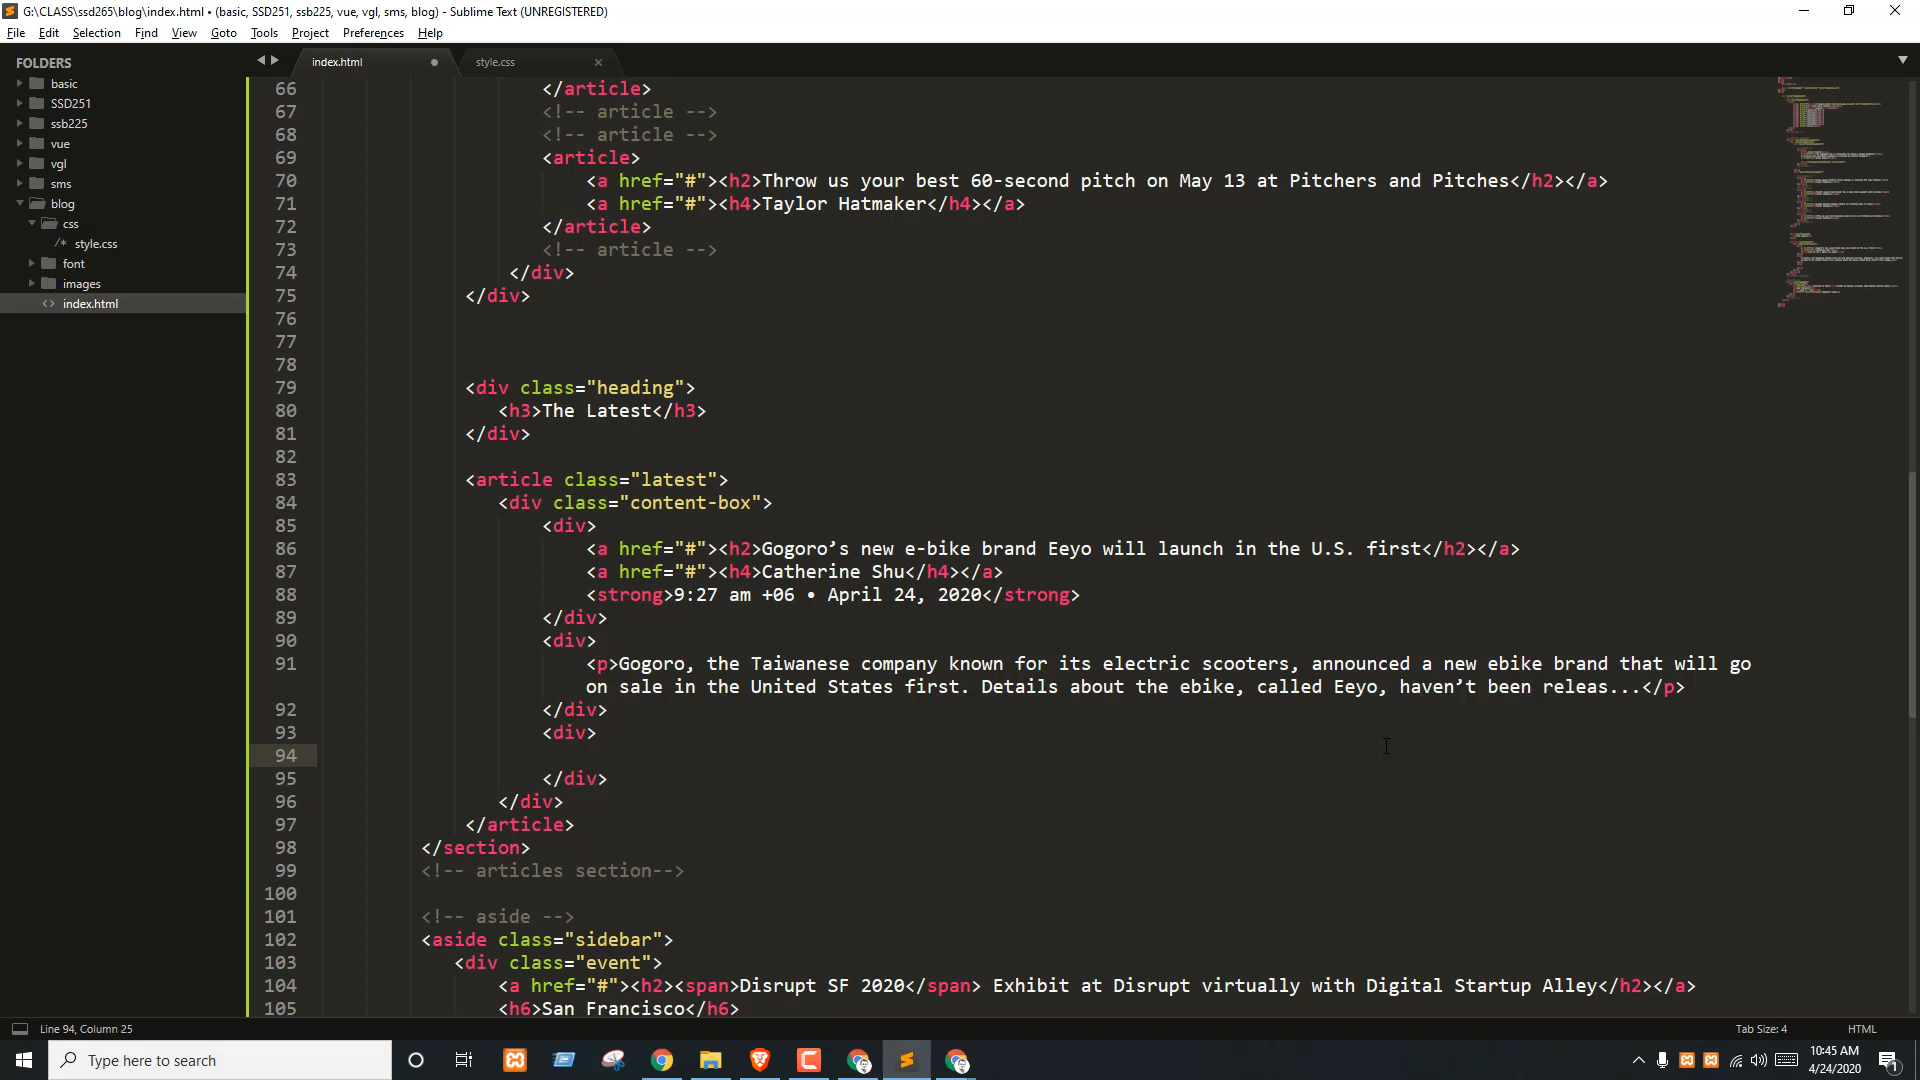 G:\CLASS\ssd265\blog\index.html • (basic, SSD251, ssb225, vue, vgl, sms, blog) - Sublime Text (UNREGISTERED)
File Edit Selection Find View Goto Tools Project Preferences Help
FOLDERS
basic
SSD251
ssb225
vue
vgl
sms
blog
css
/* style.css
font
images
<> index.html
index.html
style.css
66 </article>
67 <!-- article -->
68 <!-- article -->
69 <article>
70 <a href="#"><h2>Throw us your best 60-second pitch on May 13 at Pitchers and Pitches</h2></a>
71 <a href="#"><h4>Taylor Hatmaker</h4></a>
72 </article>
73 <!-- article -->
74 </div>
75 </div>
76
77
78
79 <div class="heading">
80 <h3>The Latest</h3>
81 </div>
82
83 <article class="latest">
84 <div class="content-box">
85 <div>
86 <a href="#"><h2>Gogoro’s new e-bike brand Eeyo will launch in the U.S. first</h2></a>
87 <a href="#"><h4>Catherine Shu</h4></a>
88 <strong>9:27 am +06 • April 24, 2020</strong>
89 </div>
90 <div>
91 <p>Gogoro, the Taiwanese company known for its electric scooters, announced a new ebike brand that will go
on sale in the United States first. Details about the ebike, called Eeyo, haven’t been releas...</p>
92 </div>
93 <div>
94
95 </div>
96 </div>
97 </article>
98 </section>
99 <!-- articles section-->
100
101 <!-- aside -->
102 <aside class="sidebar">
103 <div class="event">
104 <a href="#"><h2><span>Disrupt SF 2020</span> Exhibit at Disrupt virtually with Digital Startup Alley</h2></a>
105 <h6>San Francisco</h6>
Line 94, Column 25
Tab Size: 4
HTML
Type here to search
10:45 AM
4/24/2020
1